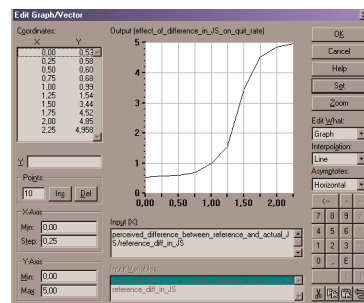 Edit Graph/Vector
Coordinates:
X Y
0,00 0,53
0,25 0,58
0,50 0,60
0,75 0,68
1,00 0,99
1,25 1,54
1,50 3,44
1,75 4,52
2,00 4,85
2,25 4,958
Y:
Points:
10 Ins Del
X-Axis
Min: 0,00
Step: 0,25
Y-Axis
Min: 0,00
Max: 5,00
Output (effect_of_difference_in_JS_on_quit_rate)
5
4
3
2
1
0
0,00 0,50 1,00 1,50 2,00
Input (X):
perceived_difference_between_reference_and_actual_J
S/reference_diff_in_JS
Input Variables:
reference_diff_in_JS
OK
Cancel
Help
Set
Zoom
Edit What:
Graph
Interpolation:
Line
Asymptotes:
Horizontal
7 8 9
4 5 6
1 2 3
0 . E